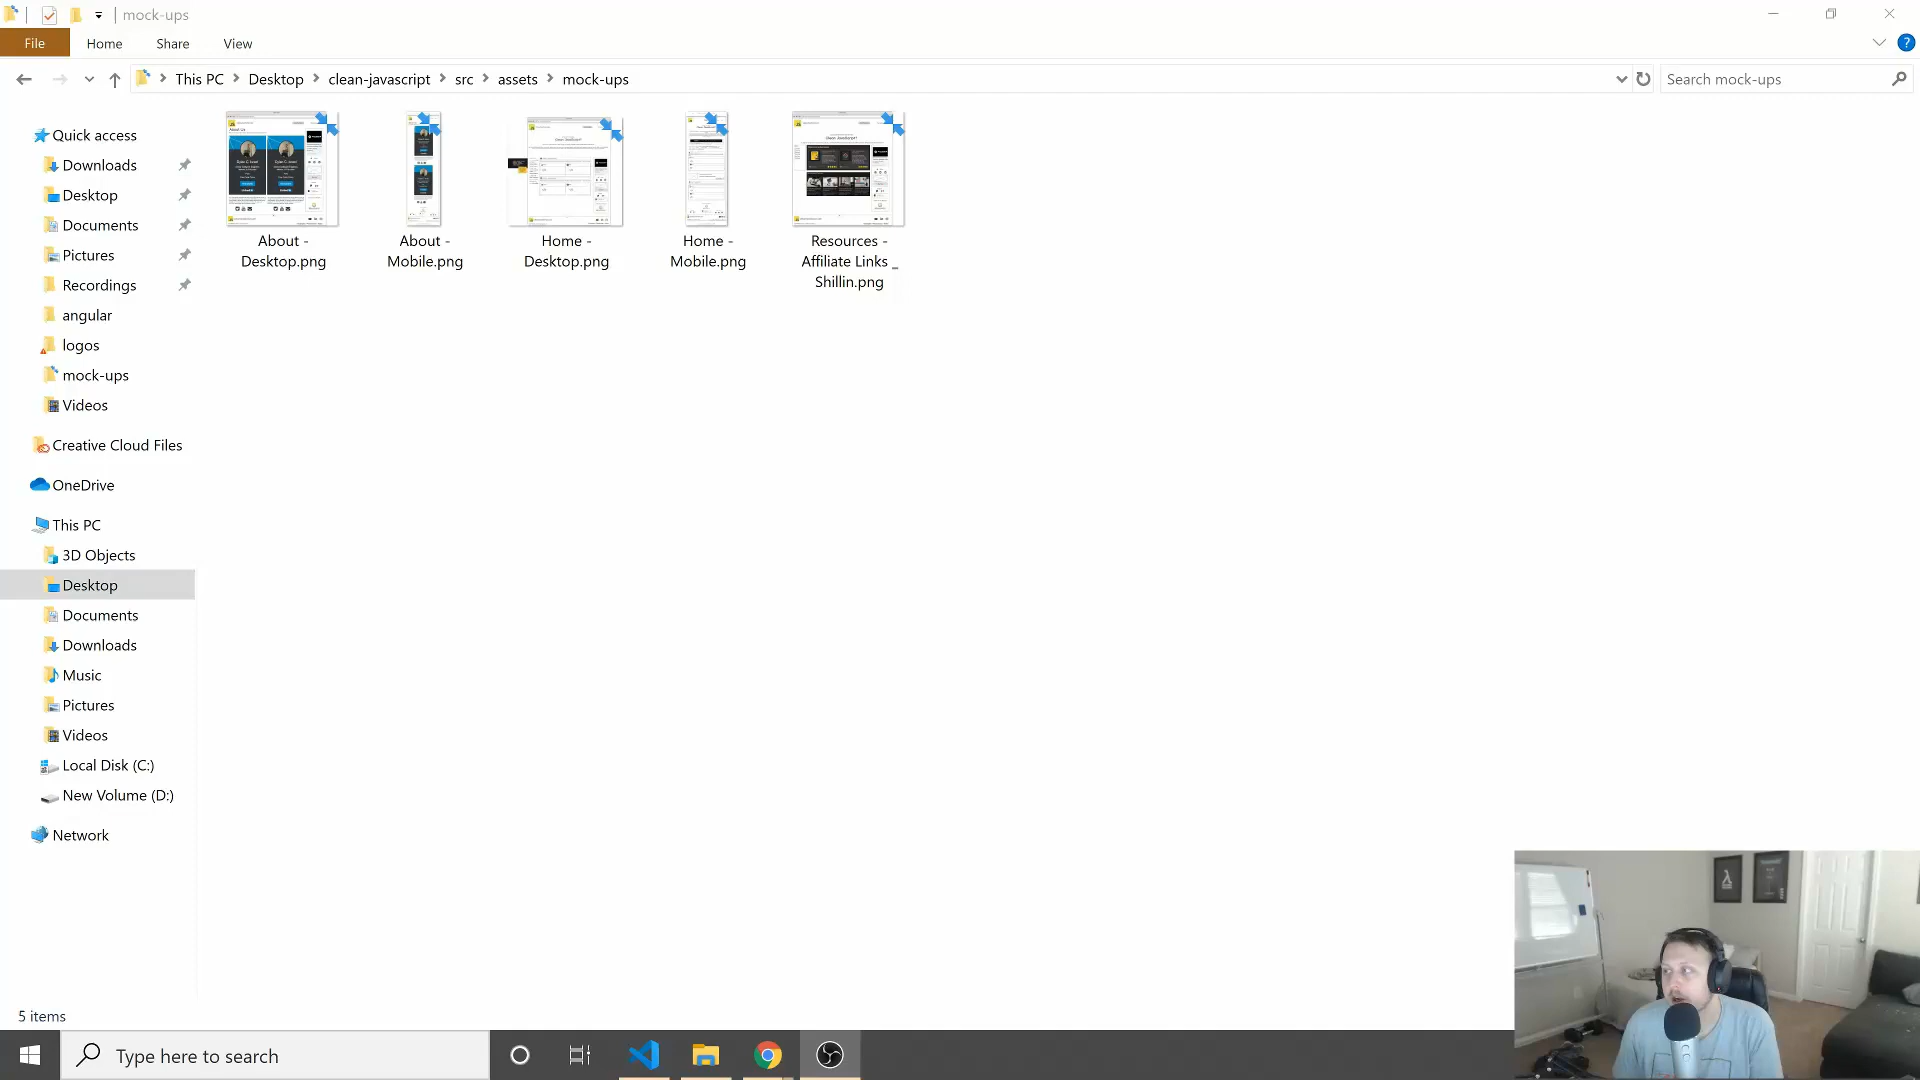 mock-ups
File
Home
Share
View
This PC
Desktop
clean-javascript
src
assets
mock-ups
Search mock-ups
Quick access
Downloads
Desktop
Documents
Pictures
Recordings
angular
logos
mock-ups
Videos
Creative Cloud Files
OneDrive
This PC
3D Objects
Desktop
Documents
Downloads
Music
Pictures
Videos
Local Disk (C:)
New Volume (D:)
Network
About -
Desktop.png
About -
Mobile.png
Home -
Desktop.png
Home -
Mobile.png
Resources -
Affiliate Links _
Shillin.png
5 items
Type here to search